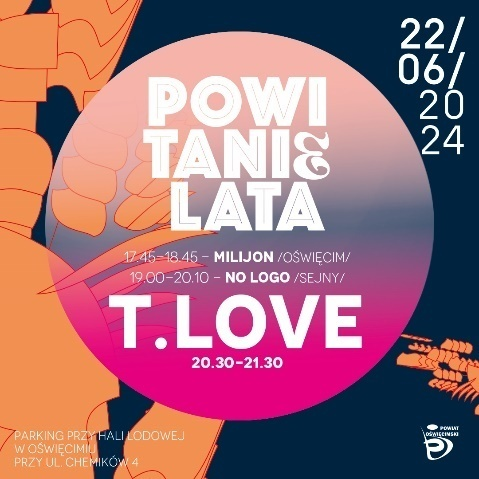 22/
06/
20
24
POWI
TANIE
LATA
17.45-18.45 - MILIJON /OŚWIĘCIM/
19.00-20.10 - NO LOGO /SEJNY/
T.LOVE
20.30-21.30
PARKING PRZY HALI LODOWEJ
W OŚWIĘCIMIU
PRZY UL. CHEMIKÓW 4
POWIAT
OŚWIĘCIMSKI